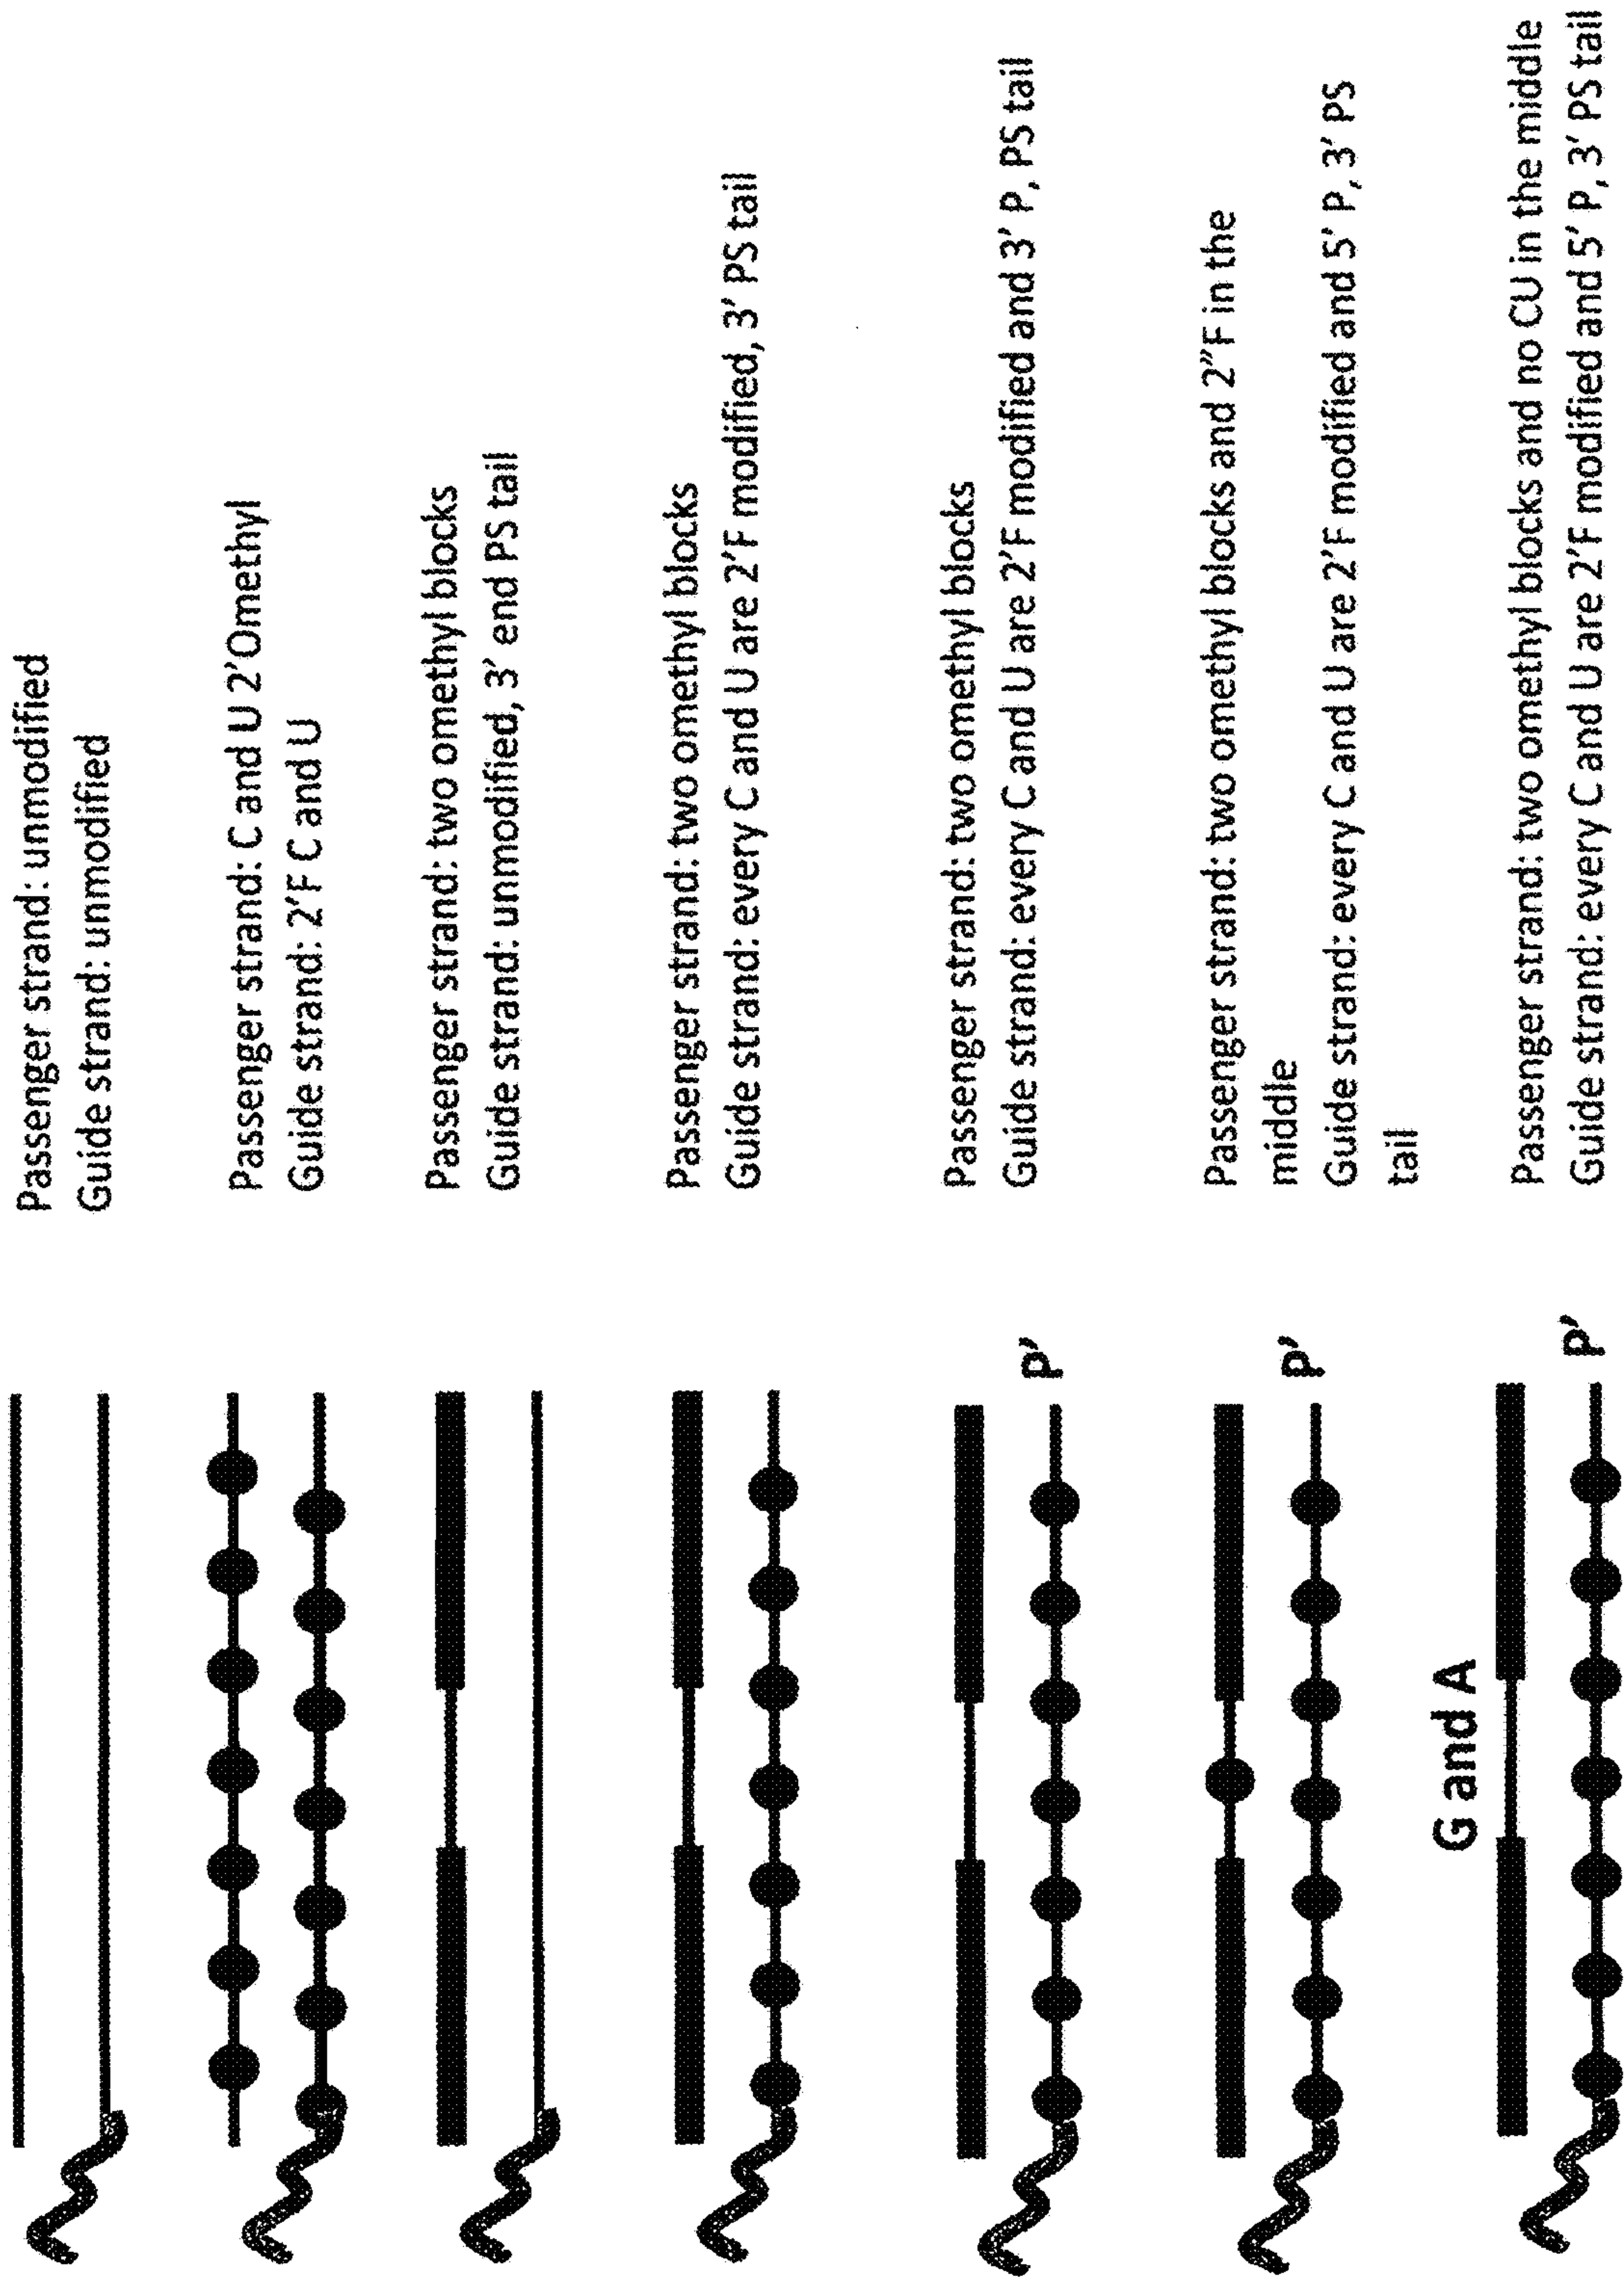 Passenger strand: unmodified
Guide strand: unmodified
Passenger strand: C and U 2'Omethyl
Guide strand: 2'F C and U
Passenger strand: two omethyl blocks
Guide strand: unmodified, 3' end PS tail
Passenger strand: two omethyl blocks
Guide strand: every C and U are 2'F modified, 3' PS tail
P'
Passenger strand: two omethyl blocks
Guide strand: every C and U are 2'F modified and 3' P, PS tail
P'
Passenger strand: two omethyl blocks and 2"F in the
middle
Guide strand: every C and U are 2'F modified and 5' P, 3' PS
tail
G and A
P'
Passenger strand: two omethyl blocks and no CU in the middle
Guide strand: every C and U are 2'F modified and 5' P, 3' PS tail